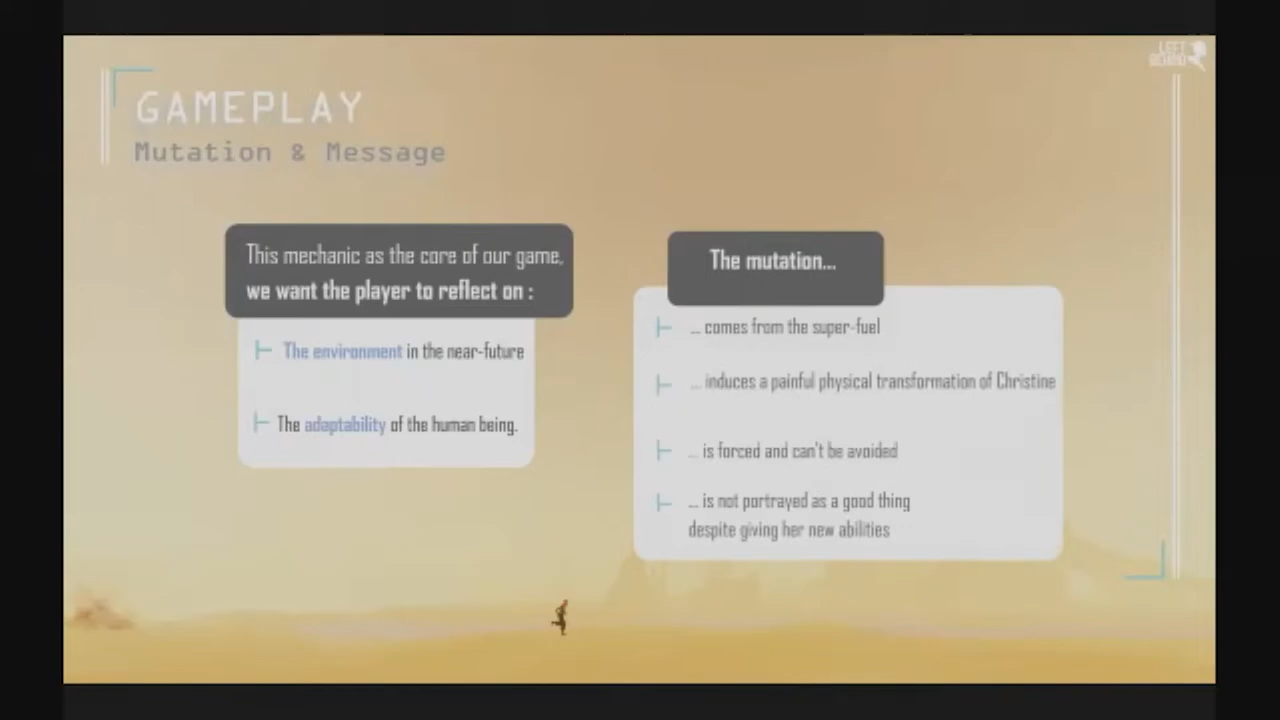 LEFT
BEHIND
GAMEPLAY
Mutation & Message
This mechanic as the core of our game,
we want the player to reflect on :
The environment in the near-future
The adaptability of the human being.
The mutation...
... comes from the super-fuel
... induces a painful physical transformation of Christine
... is forced and can't be avoided
... is not portrayed as a good thing
despite giving her new abilities